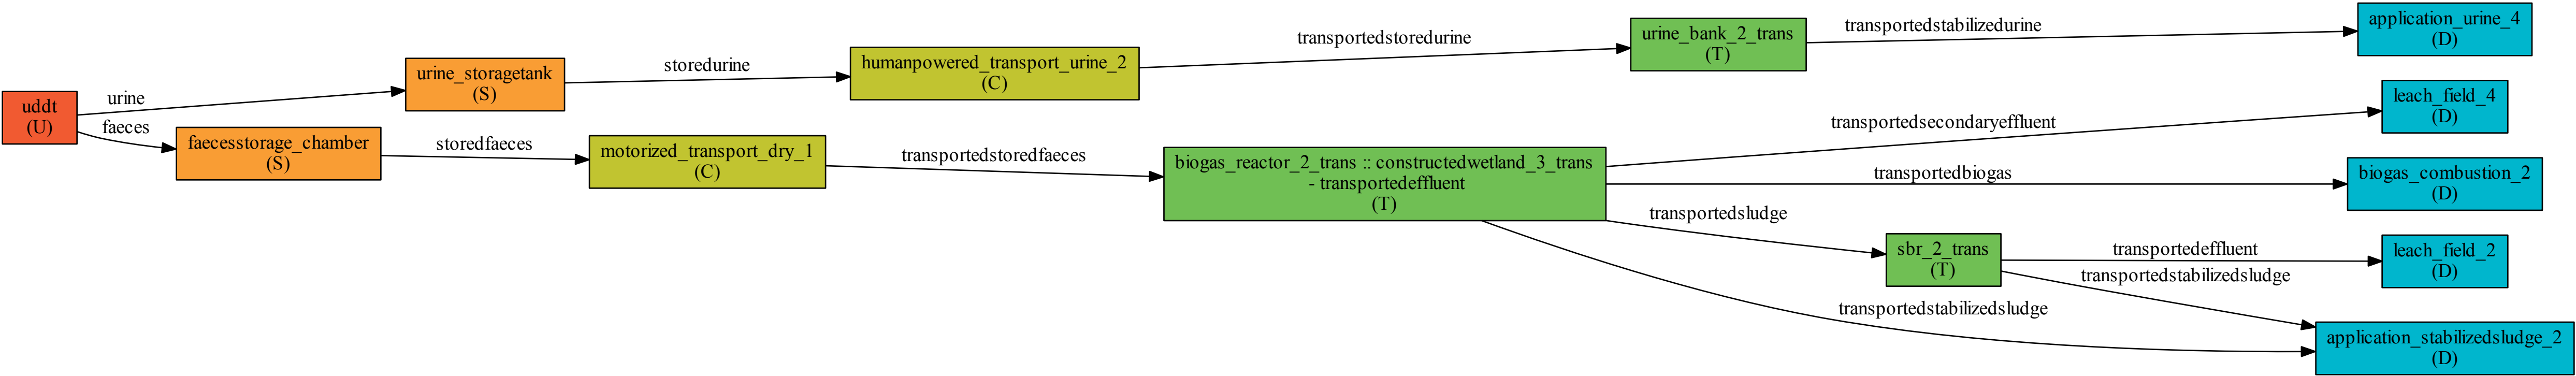 uddt
(U)
urine
faeces
urine_storagetank
(S)
faecesstorage_chamber
(S)
storedurine
storedfaeces
humanpowered_transport_urine_2
(C)
motorized_transport_dry_1
(C)
transportedstoredurine
transportedstoredfaeces
urine_bank_2_trans
(T)
biogas_reactor_2_trans :: constructedwetland_3_trans
- transportedeffluent
(T)
transportedstabilizedurine
transportedsecondaryeffluent
transportedbiogas
transportedsludge
sbr_2_trans
(T)
transportedeffluent
transportedstabilizedsludge
transportedstabilizedsludge
application_urine_4
(D)
leach_field_4
(D)
biogas_combustion_2
(D)
leach_field_2
(D)
application_stabilizedsludge_2
(D)